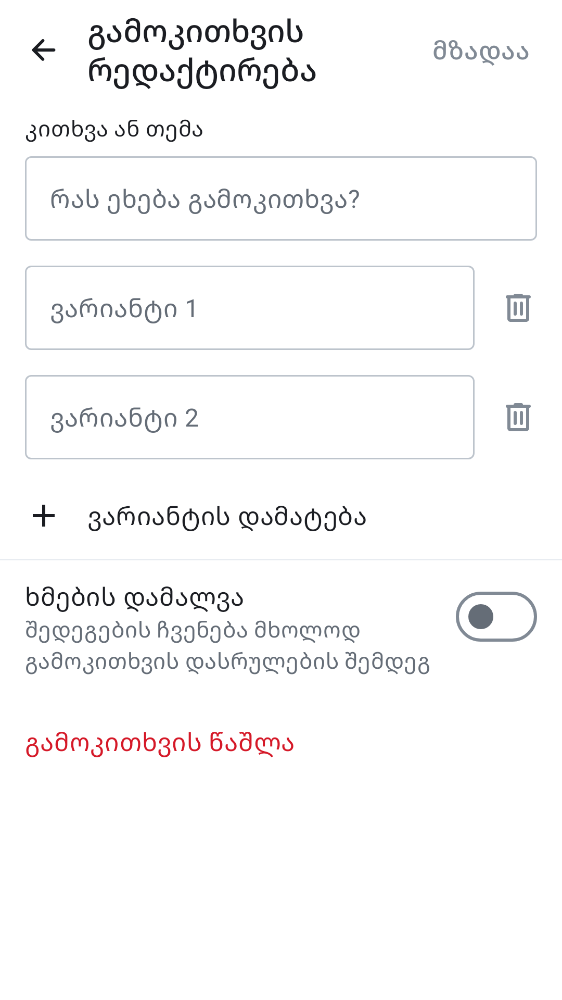 გამოკითხვის
რედაქტირება
მზადაა
კითხვა ან თემა
რას ეხება გამოკითხვა?
ვარიანტი 1
ვარიანტი 2
ვარიანტის დამატება
ხმების დამალვა
შედეგების ჩვენება მხოლოდ
გამოკითხვის დასრულების შემდეგ
გამოკითხვის წაშლა